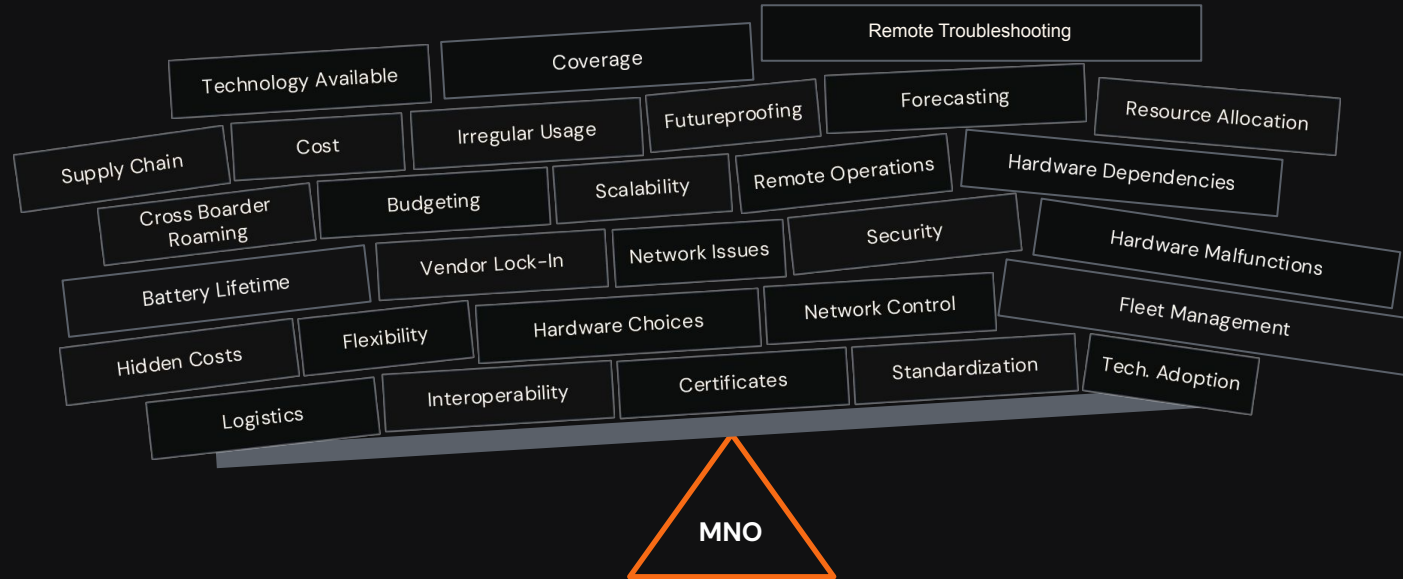 Remote Troubleshooting
Coverage
Technology Available
Futureproofing
Forecasting
Resource Allocation
Supply Chain
Cost
Irregular Usage
Cross Boarder
Roaming
Budgeting
Scalability
Remote Operations
Hardware Dependencies
Battery Lifetime
Vendor Lock-In
Network Issues
Security
Hardware Malfunctions
Hidden Costs
Flexibility
Hardware Choices
Network Control
Fleet Management
Logistics
Interoperability
Certificates
Standardization
Tech. Adoption
MNO